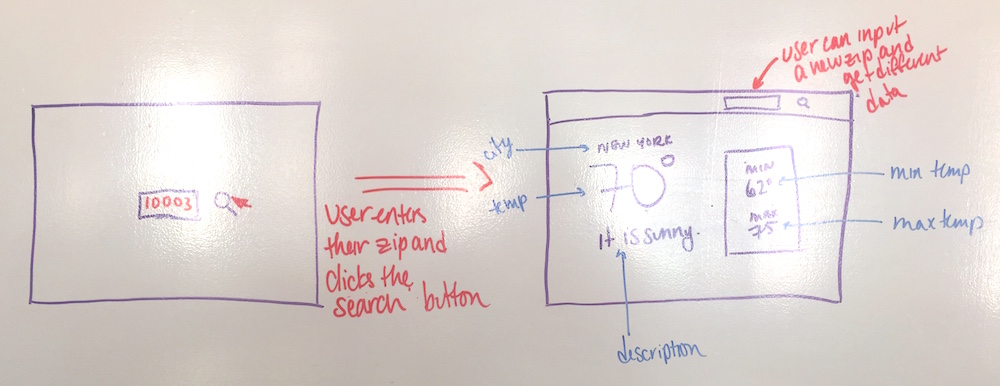 10003
User enters
their zip and
clicks the
search button
user can input
a new zip and
get different
data
city
NEW YORK
temp
70°
It is sunny.
description
MIN
62°
max
75
min temp
max temp